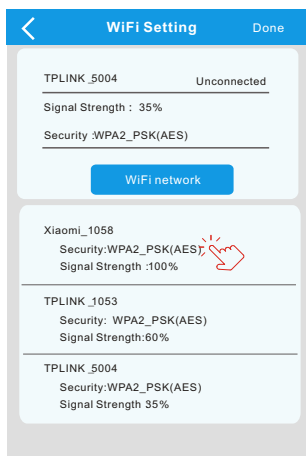 WiFi Setting Done
TPLINK_5004 Unconnected
Signal Strength : 35%
Security :WPA2_PSK(AES)
WiFi network
Xiaomi_1058
Security:WPA2_PSK(AES)
Signal Strength :100%
TPLINK_1053
Security: WPA2_PSK(AES)
Signal Strength:60%
TPLINK_5004
Security:WPA2_PSK(AES)
Signal Strength 35%